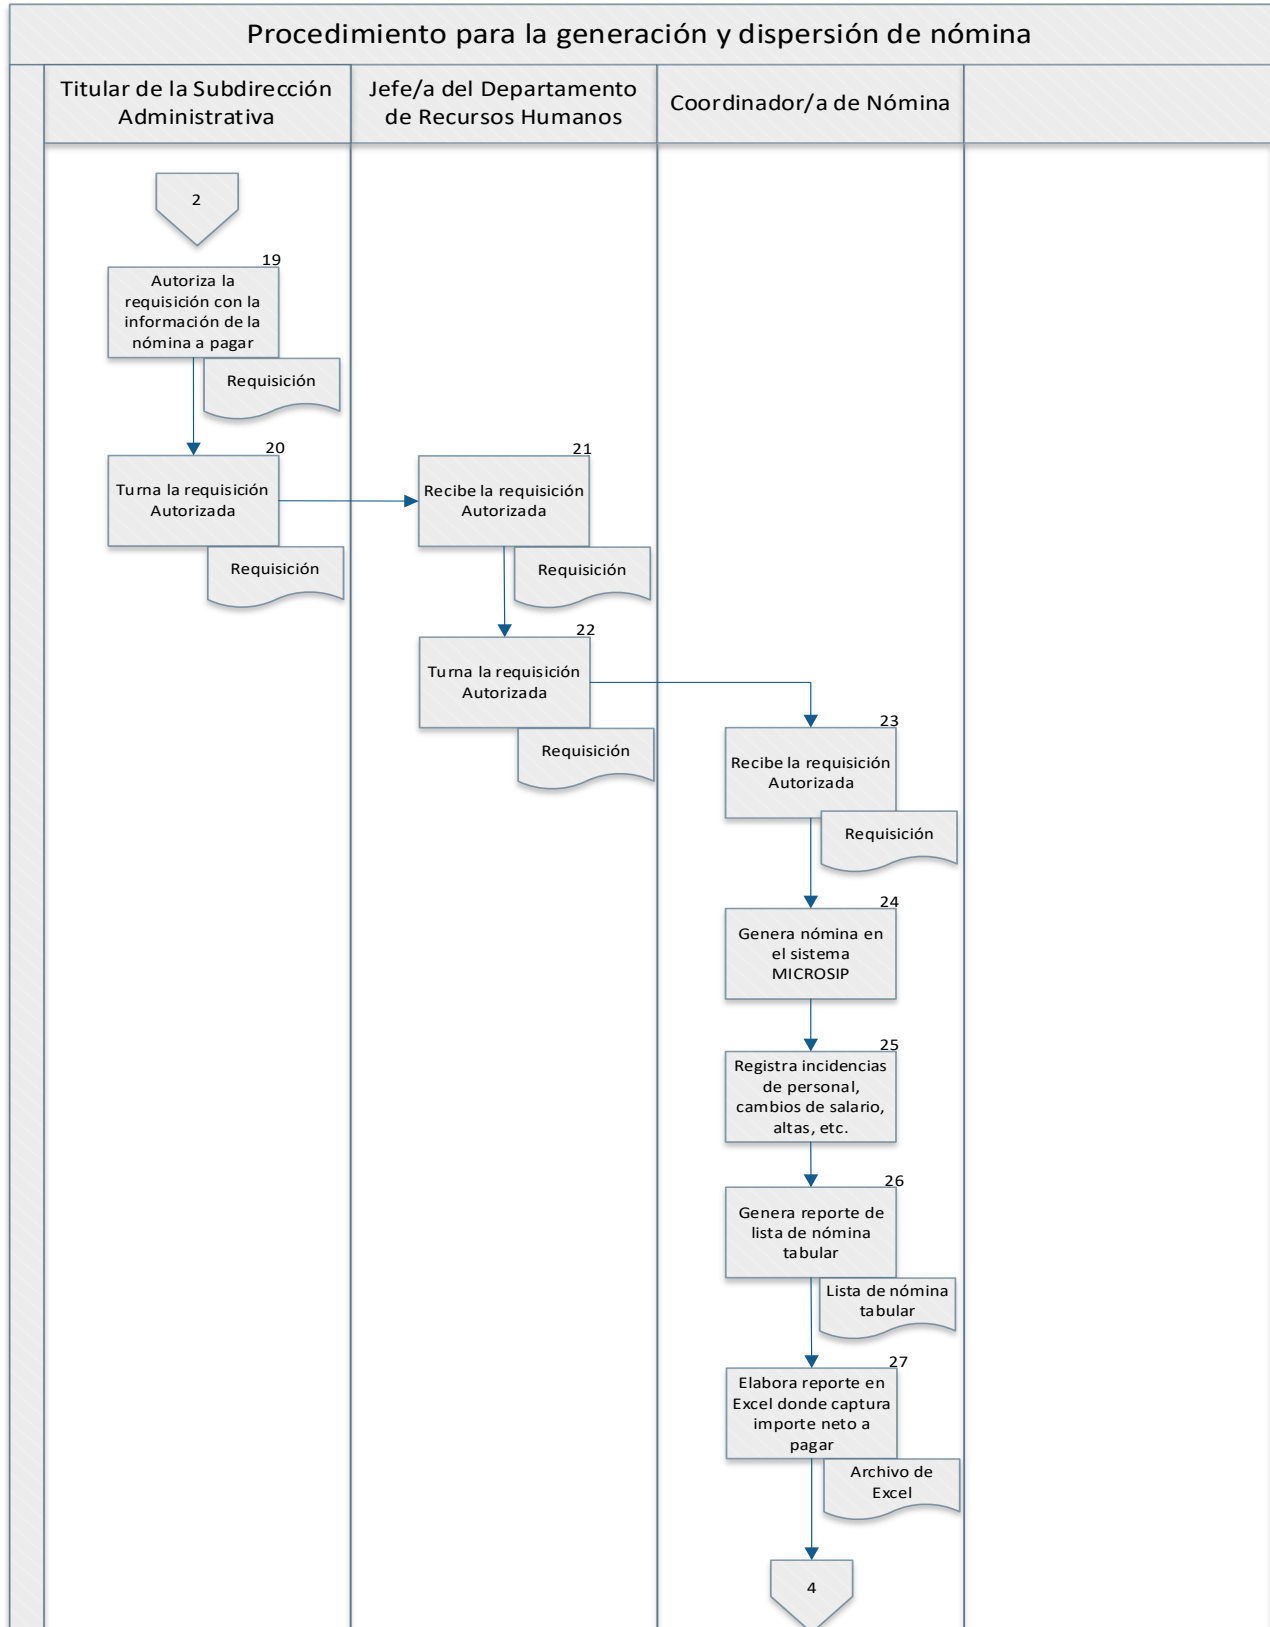 Procedimiento para la generación y dispersión de nómina
Titular de la Subdirección
Administrativa
Jefe/a del Departamento
de Recursos Humanos
Coordinador/a de Nómina
2
19
Autoriza la
requisición con la
información de la
nómina a pagar
Requisición
20
Turna la requisición
Autorizada
Requisición
21
Recibe la requisición
Autorizada
Requisición
22
Turna la requisición
Autorizada
Requisición
23
Recibe la requisición
Autorizada
Requisición
24
Genera nómina en
el sistema
MICROSIP
25
Registra incidencias
de personal,
cambios de salario,
altas, etc.
26
Genera reporte de
lista de nómina
tabular
Lista de nómina
tabular
27
Elabora reporte en
Excel donde captura
importe neto a
pagar
Archivo de
Excel
4